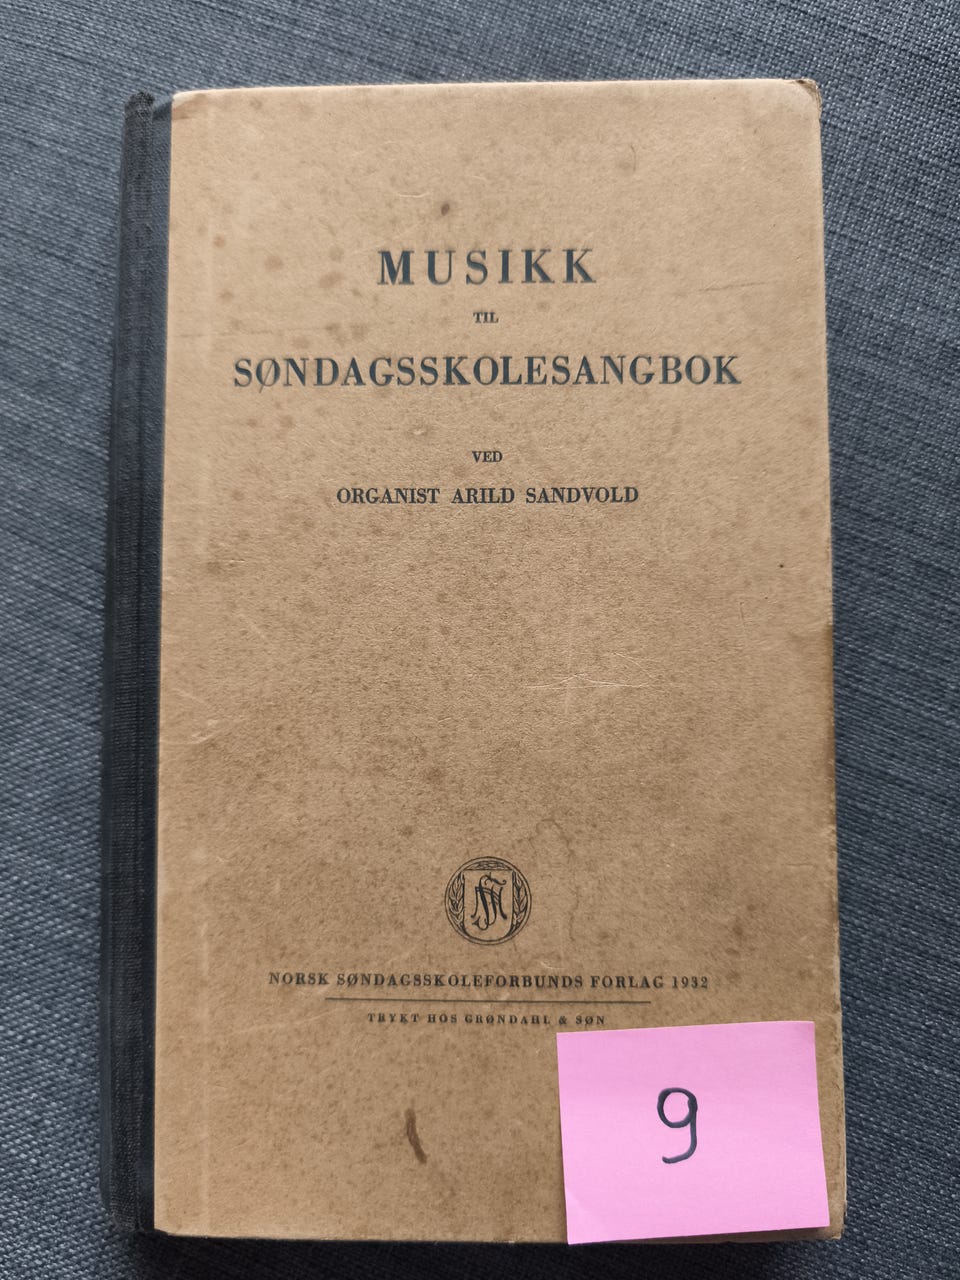 MUSIKK
TIL
SØNDAGSSKOLESANGBOK
VED
ORGANIST ARILD SANDVOLD
NORSK SØNDAGSSKOLEFORBUNDS FORLAG 1932
TRYKT HOS GRØNDAHL & SØN
9